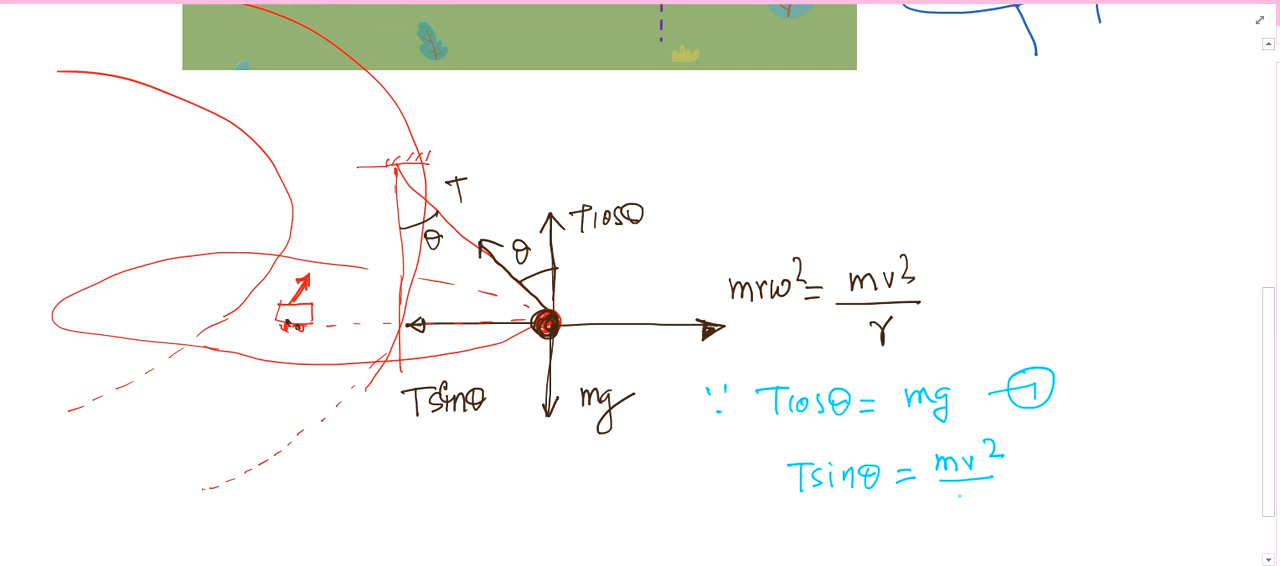 T
θ
θ
Tcosθ
mrω² = mv²/r
Tsinθ
mg
∵ Tcosθ = mg —①
Tsinθ = mv²